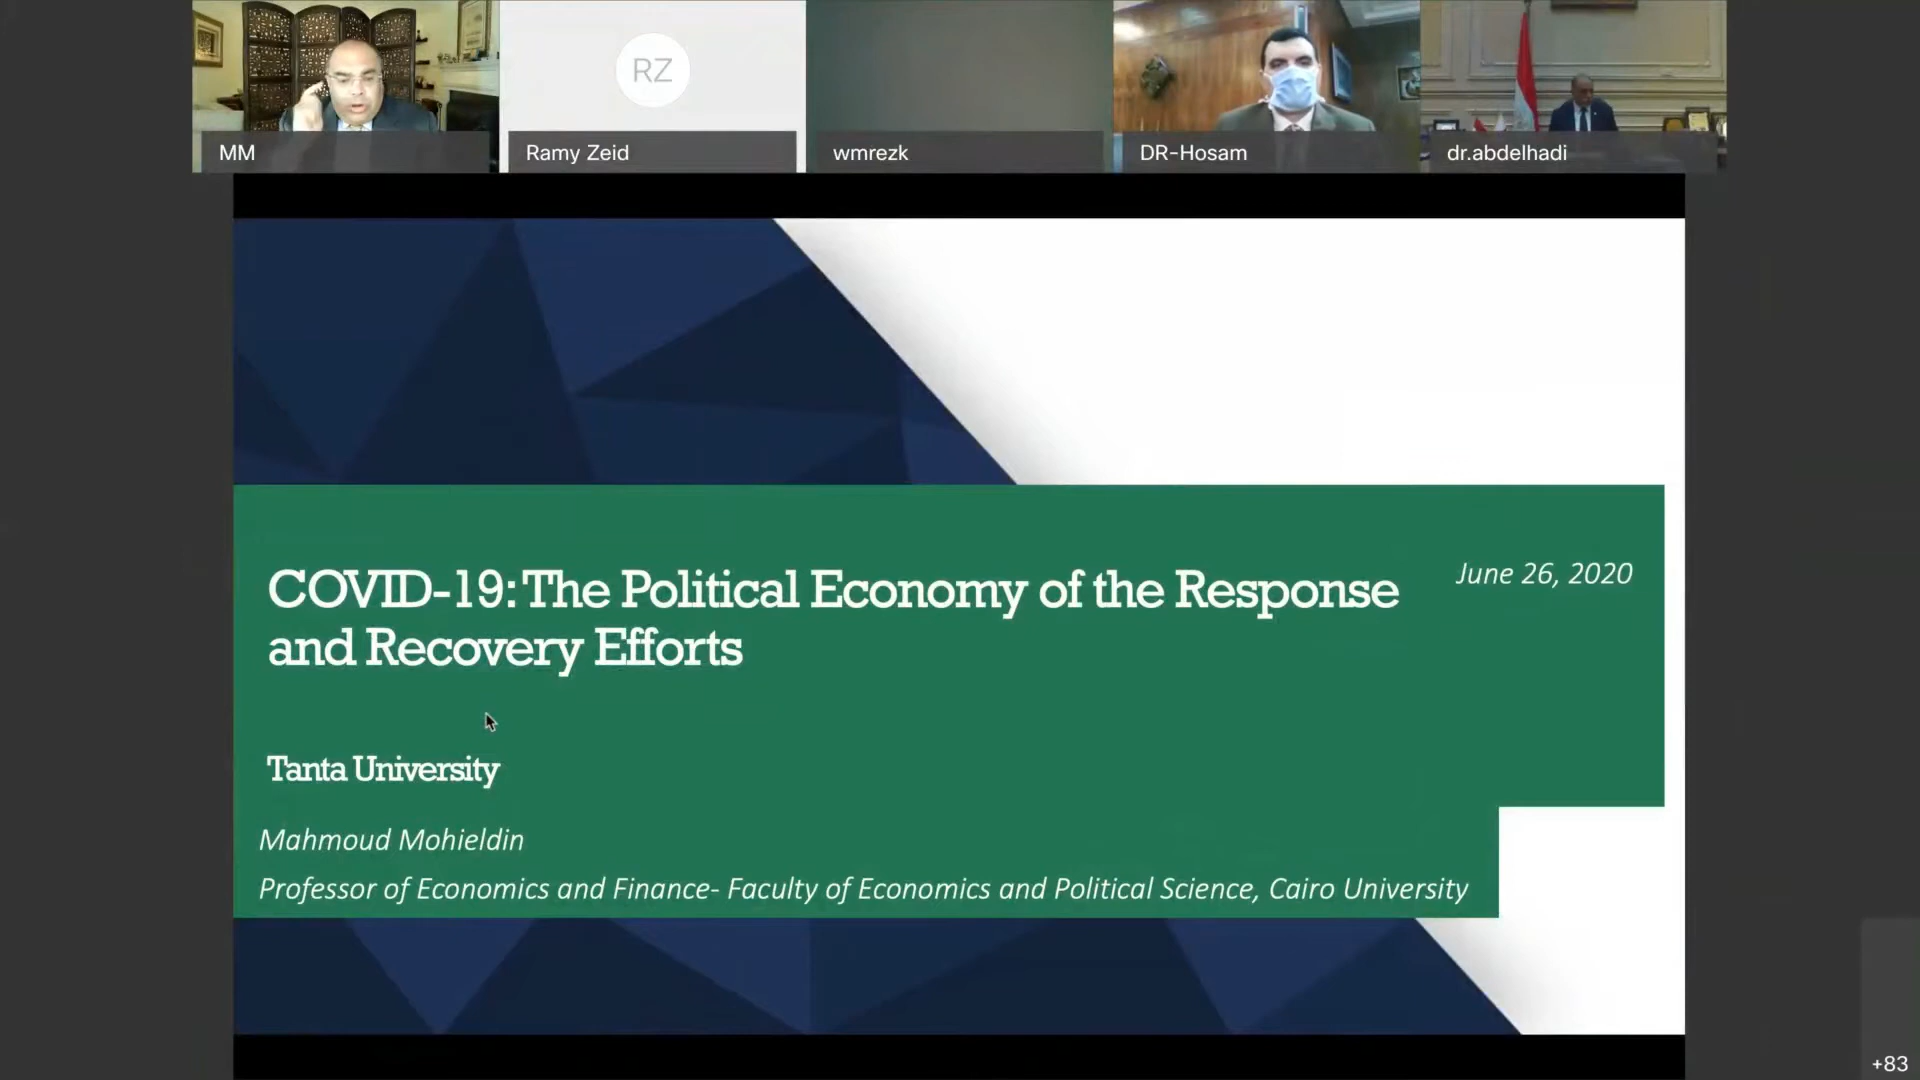 MM
RZ
Ramy Zeid
wmrezk
DR-Hosam
dr.abdelhadi
COVID-19: The Political Economy of the Response
and Recovery Efforts
June 26, 2020
Tanta University
Mahmoud Mohieldin
Professor of Economics and Finance- Faculty of Economics and Political Science, Cairo University
+83